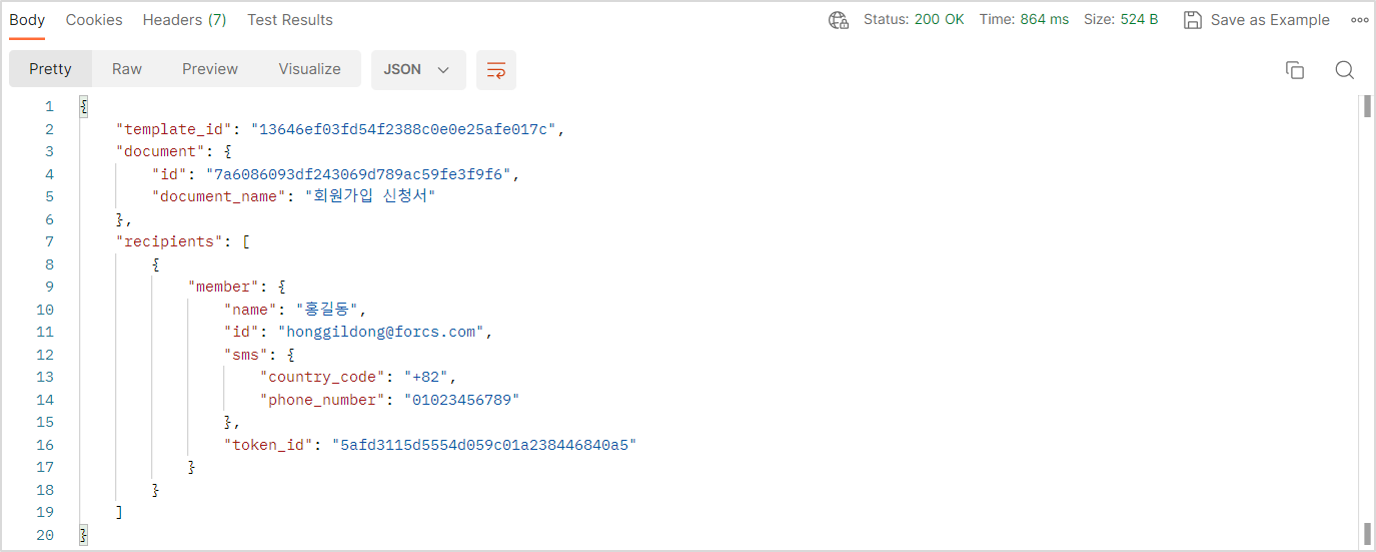 Body Cookies Headers (7) Test Results Status: 200 OK Time: 864 ms Size: 524 B Save as Example
Pretty Raw Preview Visualize JSON
1 {
2 "template_id": "13646ef03fd54f2388c0e0e25afe017c",
3 "document": {
4 "id": "7a6086093df243069d789ac59fe3f9f6",
5 "document_name": "회원가입 신청서"
6 },
7 "recipients": [
8 {
9 "member": {
10 "name": "홍길동",
11 "id": "honggildong@forcs.com",
12 "sms": {
13 "country_code": "+82",
14 "phone_number": "01023456789"
15 },
16 "token_id": "5afd3115d5554d059c01a238446840a5"
17 }
18 }
19 ]
20 }